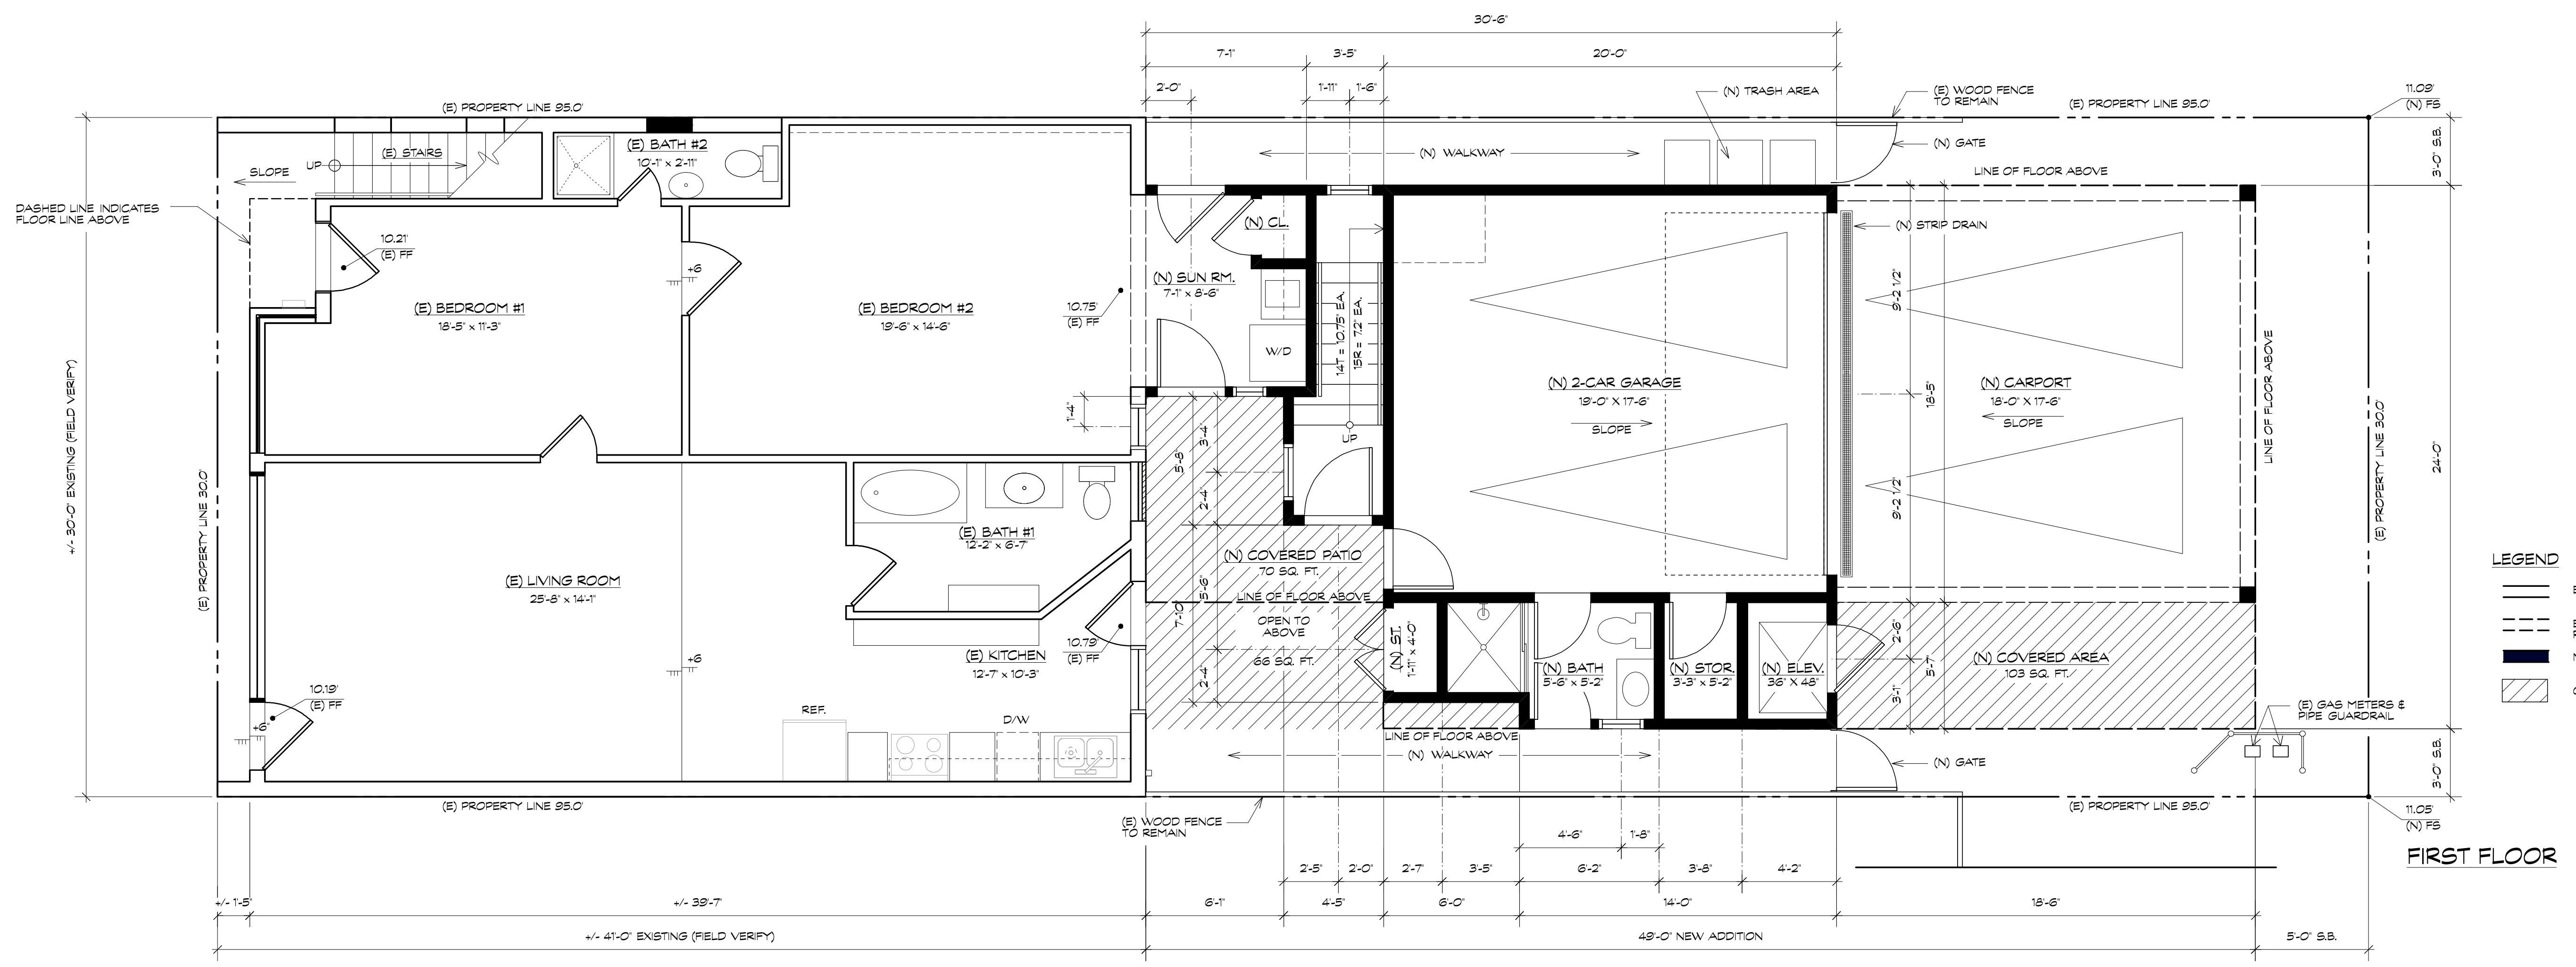 30'-6"
7'-1"
3'-5"
20'-0"
2'-0"
1'-11"
1'-6"
(N) TRASH AREA
(E) WOOD FENCE
TO REMAIN
(E) PROPERTY LINE 95.0'
(E) PROPERTY LINE 95.0'
11.09'
(N) FS
(N) GATE
(N) WALKWAY
3'-0" S.B.
(E) STAIRS
UP
SLOPE
(E) BATH #2
10'-1" x 2'-11"
LINE OF FLOOR ABOVE
DASHED LINE INDICATES
FLOOR LINE ABOVE
10.21'
(E) FF
+6
(N) CL.
(N) STRIP DRAIN
(N) SUN RM.
7'-1" x 8'-6"
(E) BEDROOM #1
18'-5" x 11'-3"
(E) BEDROOM #2
19'-6" x 14'-6"
10.75'
(E) FF
W/D
14T = 10.75' EA.
15R = 7.2" EA.
9'-2 1/2"
18'-5"
LINE OF FLOOR ABOVE
(N) 2-CAR GARAGE
19'-0" X 17'-6"
SLOPE
(N) CARPORT
18'-0" X 17'-6"
SLOPE
+/- 30'-0" EXISTING (FIELD VERIFY)
(E) PROPERTY LINE 30.0'
(E) PROPERTY LINE 30.0'
24'-0"
1'-4"
3'-4"
5'-8"
2'-4"
UP
9'-2 1/2"
(E) BATH #1
12'-2" x 6'-7"
(N) COVERED PATIO
70 SQ. FT.
LINE OF FLOOR ABOVE
5'-6"
7'-10"
LEGEND
(E) LIVING ROOM
25'-8" x 14'-1"
OPEN TO
ABOVE
66 SQ. FT.
2'-4"
(N) ST.
1'-11" x 4'-0"
10.79'
(E) FF
(E) KITCHEN
12'-7" x 10'-3"
+6
(N) BATH
5'-6" x 5'-2"
(N) STOR.
3'-3" x 5'-2"
(N) ELEV.
36" X 48"
2'-6"
5'-7"
3'-1"
(N) COVERED AREA
103 SQ. FT.
10.19'
(E) FF
+6"
REF.
D/W
LINE OF FLOOR ABOVE
(N) WALKWAY
(E) GAS METERS &
PIPE GUARDRAIL
(N) GATE
3'-0" S.B.
(E) PROPERTY LINE 95.0'
(E) PROPERTY LINE 95.0'
11.05'
(N) FS
(E) WOOD FENCE
TO REMAIN
4'-6"
1'-8"
FIRST FLOOR
2'-5"
2'-0"
2'-7"
3'-5"
6'-2"
3'-8"
4'-2"
+/- 1'-5"
+/- 39'-7"
6'-1"
4'-5"
6'-0"
14'-0"
18'-6"
+/- 41'-0" EXISTING (FIELD VERIFY)
49'-0" NEW ADDITION
5'-0" S.B.